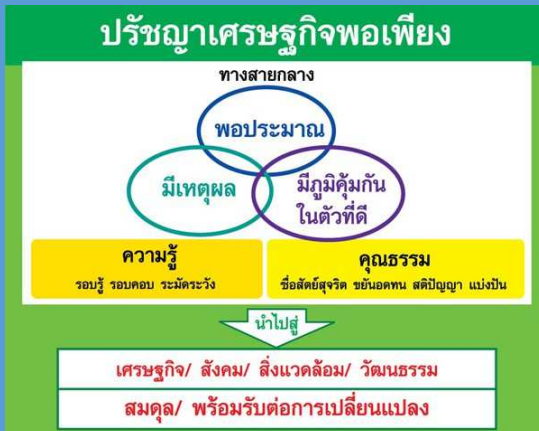 ปรัชญาเศรษฐกิจพอเพียง
ทางสายกลาง
พอประมาณ
มีเหตุผล
มีภูมิคุ้มกัน
ในตัวที่ดี
ความรู้
รอบรู้ รอบคอบ ระมัดระวัง
คุณธรรม
ซื่อสัตย์สุจริต ขยันอดทน สติปัญญา แบ่งปัน
นำไปสู่
เศรษฐกิจ/ สังคม/ สิ่งแวดล้อม/ วัฒนธรรม
สมดุล/ พร้อมรับต่อการเปลี่ยนแปลง